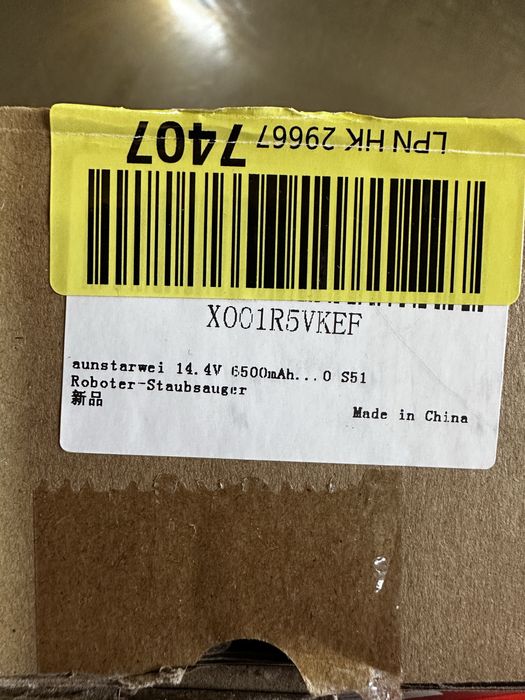 LPN HK 29667 7407
X001R5VKEF
aunstarwei 14.4V 6500mAh...0 S51
Roboter-Staubsauger
新品
Made in China